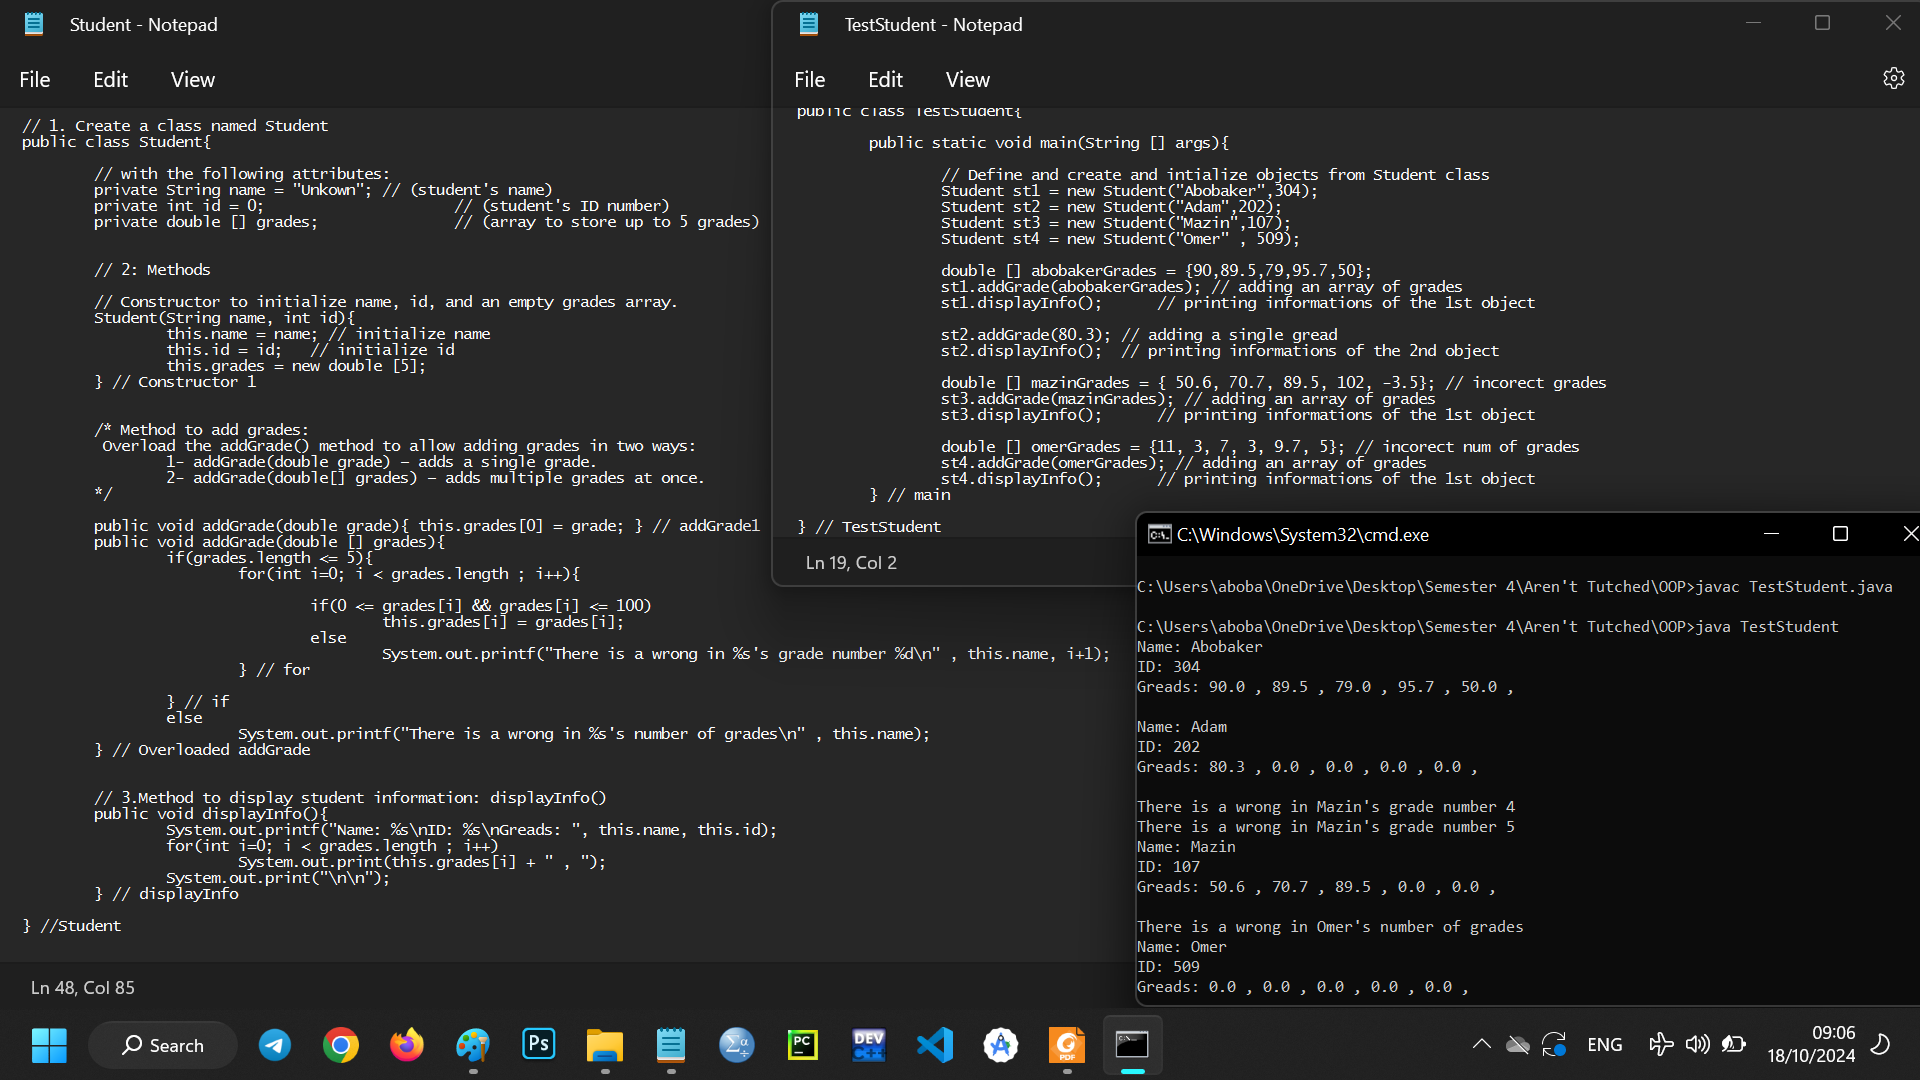 Student - Notepad
File Edit View
// 1. Create a class named Student
public class Student{
// with the following attributes:
private String name = "Unkown"; // (student's name)
private int id = 0; // (student's ID number)
private double [] grades; // (array to store up to 5 grades)
// 2: Methods
// Constructor to initialize name, id, and an empty grades array.
Student(String name, int id){
this.name = name; // initialize name
this.id = id; // initialize id
this.grades = new double [5];
} // Constructor 1
/* Method to add grades:
Overload the addGrade() method to allow adding grades in two ways:
1- addGrade(double grade) – adds a single grade.
2- addGrade(double[] grades) – adds multiple grades at once.
*/
public void addGrade(double grade){ this.grades[0] = grade; } // addGrade1
public void addGrade(double [] grades){
if(grades.length <= 5){
for(int i=0; i < grades.length ; i++){
if(0 <= grades[i] && grades[i] <= 100)
this.grades[i] = grades[i];
else
System.out.printf("There is a wrong in %s's grade number %d\n" , this.name, i+1);
} // for
} // if
else
System.out.printf("There is a wrong in %s's number of grades\n" , this.name);
} // Overloaded addGrade
// 3.Method to display student information: displayInfo()
public void displayInfo(){
System.out.printf("Name: %s\nID: %s\nGreads: ", this.name, this.id);
for(int i=0; i < grades.length ; i++)
System.out.print(this.grades[i] + " , ");
System.out.print("\n\n");
} // displayInfo
} //Student
Ln 48, Col 85
TestStudent - Notepad
File Edit View
public class TestStudent{
public static void main(String [] args){
// Define and create and intialize objects from Student class
Student st1 = new Student("Abobaker",304);
Student st2 = new Student("Adam",202);
Student st3 = new Student("Mazin",107);
Student st4 = new Student("Omer" , 509);
double [] abobakerGrades = {90,89.5,79,95.7,50};
st1.addGrade(abobakerGrades); // adding an array of grades
st1.displayInfo(); // printing informations of the 1st object
st2.addGrade(80.3); // adding a single gread
st2.displayInfo(); // printing informations of the 2nd object
double [] mazinGrades = { 50.6, 70.7, 89.5, 102, -3.5}; // incorect grades
st3.addGrade(mazinGrades); // adding an array of grades
st3.displayInfo(); // printing informations of the 1st object
double [] omerGrades = {11, 3, 7, 3, 9.7, 5}; // incorect num of grades
st4.addGrade(omerGrades); // adding an array of grades
st4.displayInfo(); // printing informations of the 1st object
} // main
} // TestStudent
Ln 19, Col 2
C:\Windows\System32\cmd.exe
C:\Users\aboba\OneDrive\Desktop\Semester 4\Aren't Tutched\OOP>javac TestStudent.java
C:\Users\aboba\OneDrive\Desktop\Semester 4\Aren't Tutched\OOP>java TestStudent
Name: Abobaker
ID: 304
Greads: 90.0 , 89.5 , 79.0 , 95.7 , 50.0 ,
Name: Adam
ID: 202
Greads: 80.3 , 0.0 , 0.0 , 0.0 , 0.0 ,
There is a wrong in Mazin's grade number 4
There is a wrong in Mazin's grade number 5
Name: Mazin
ID: 107
Greads: 50.6 , 70.7 , 89.5 , 0.0 , 0.0 ,
There is a wrong in Omer's number of grades
Name: Omer
ID: 509
Greads: 0.0 , 0.0 , 0.0 , 0.0 , 0.0 ,
Search
Ps
PC
DEV C++
PDF
ENG
09:06
18/10/2024